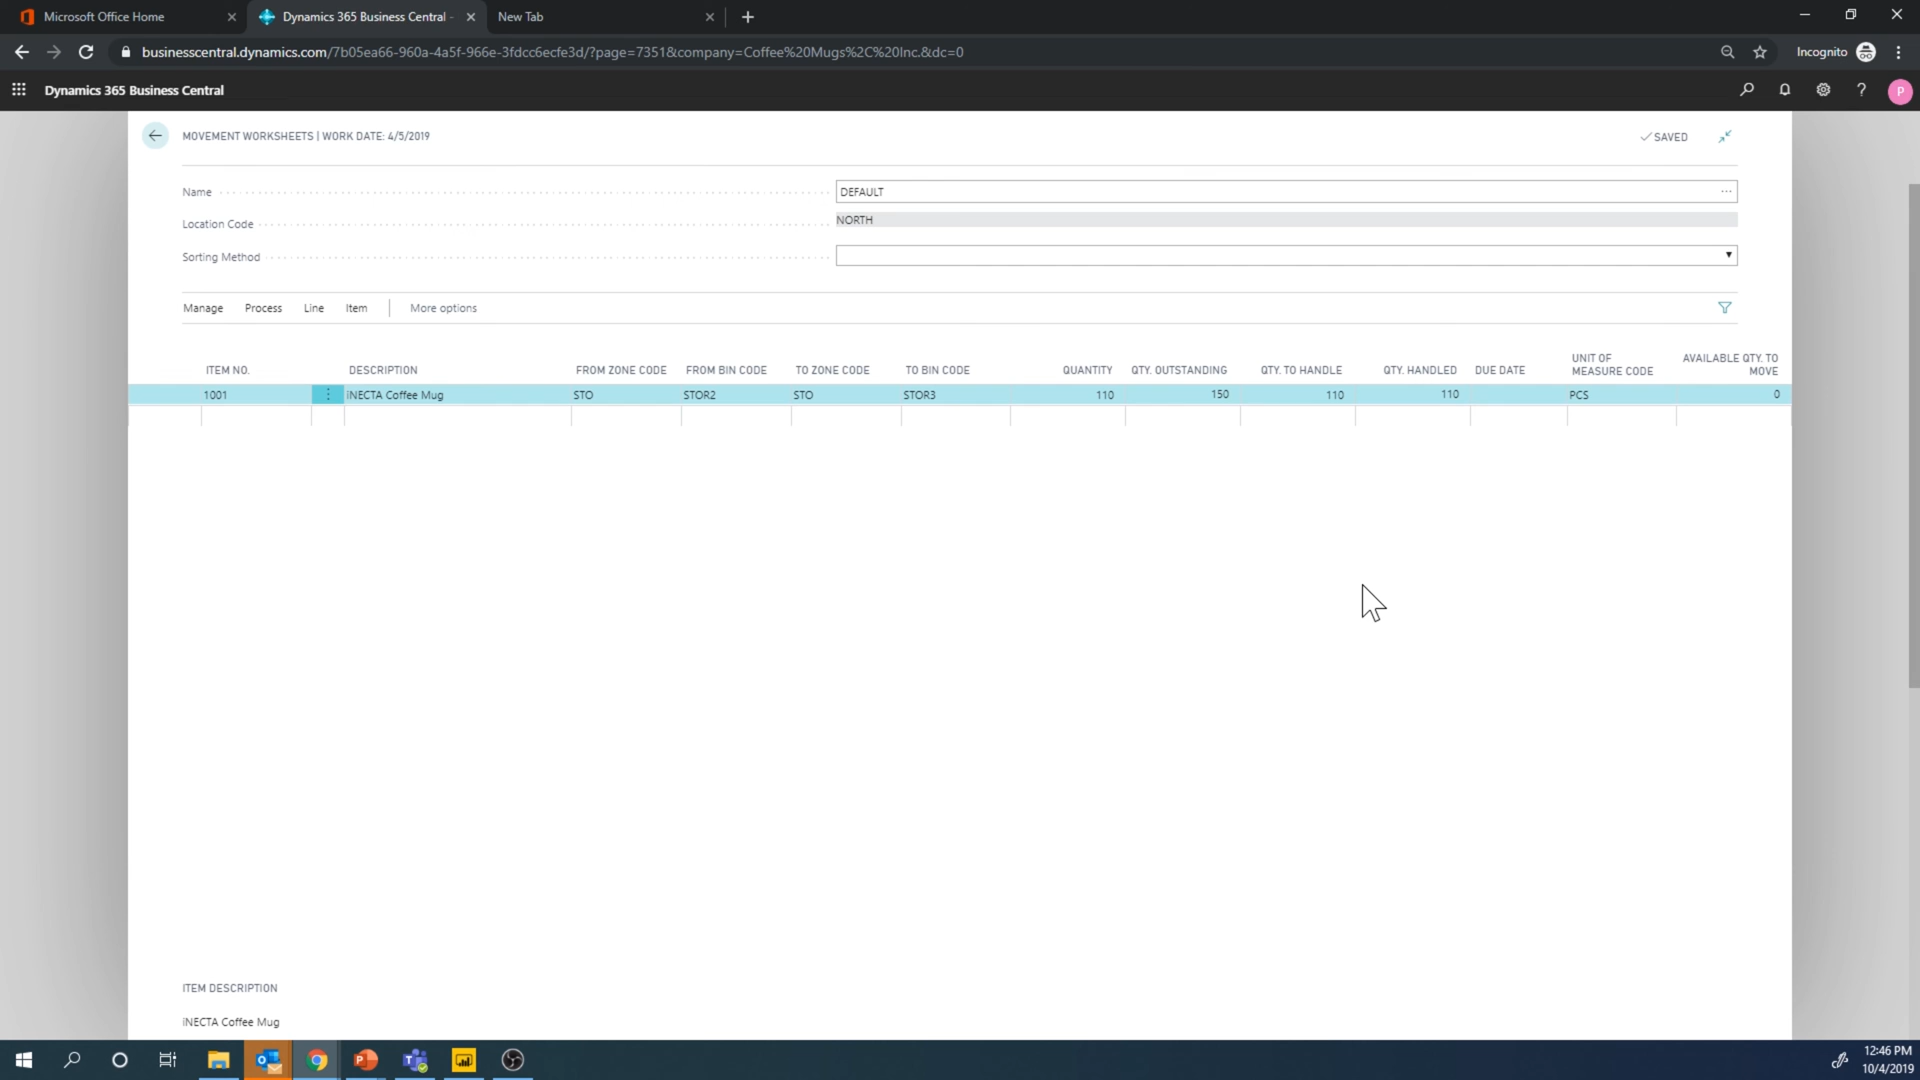 Microsoft Office Home
Dynamics 365 Business Central -
New Tab
businesscentral.dynamics.com/7b05ea66-960a-4a5f-966e-3fdcc6ecfe3d/?page=7351&company=Coffee%20Mugs%2C%20Inc.&dc=0
Incognito
Dynamics 365 Business Central
P
MOVEMENT WORKSHEETS | WORK DATE: 4/5/2019
SAVED
Name DEFAULT
Location Code NORTH
Sorting Method
Manage Process Line Item More options
ITEM NO. DESCRIPTION FROM ZONE CODE FROM BIN CODE TO ZONE CODE TO BIN CODE QUANTITY QTY. OUTSTANDING QTY. TO HANDLE QTY. HANDLED DUE DATE UNIT OF MEASURE CODE AVAILABLE QTY. TO MOVE
1001 iNECTA Coffee Mug STO STOR2 STO STOR3 110 150 110 110 PCS 0
ITEM DESCRIPTION
iNECTA Coffee Mug
12:46 PM
10/4/2019